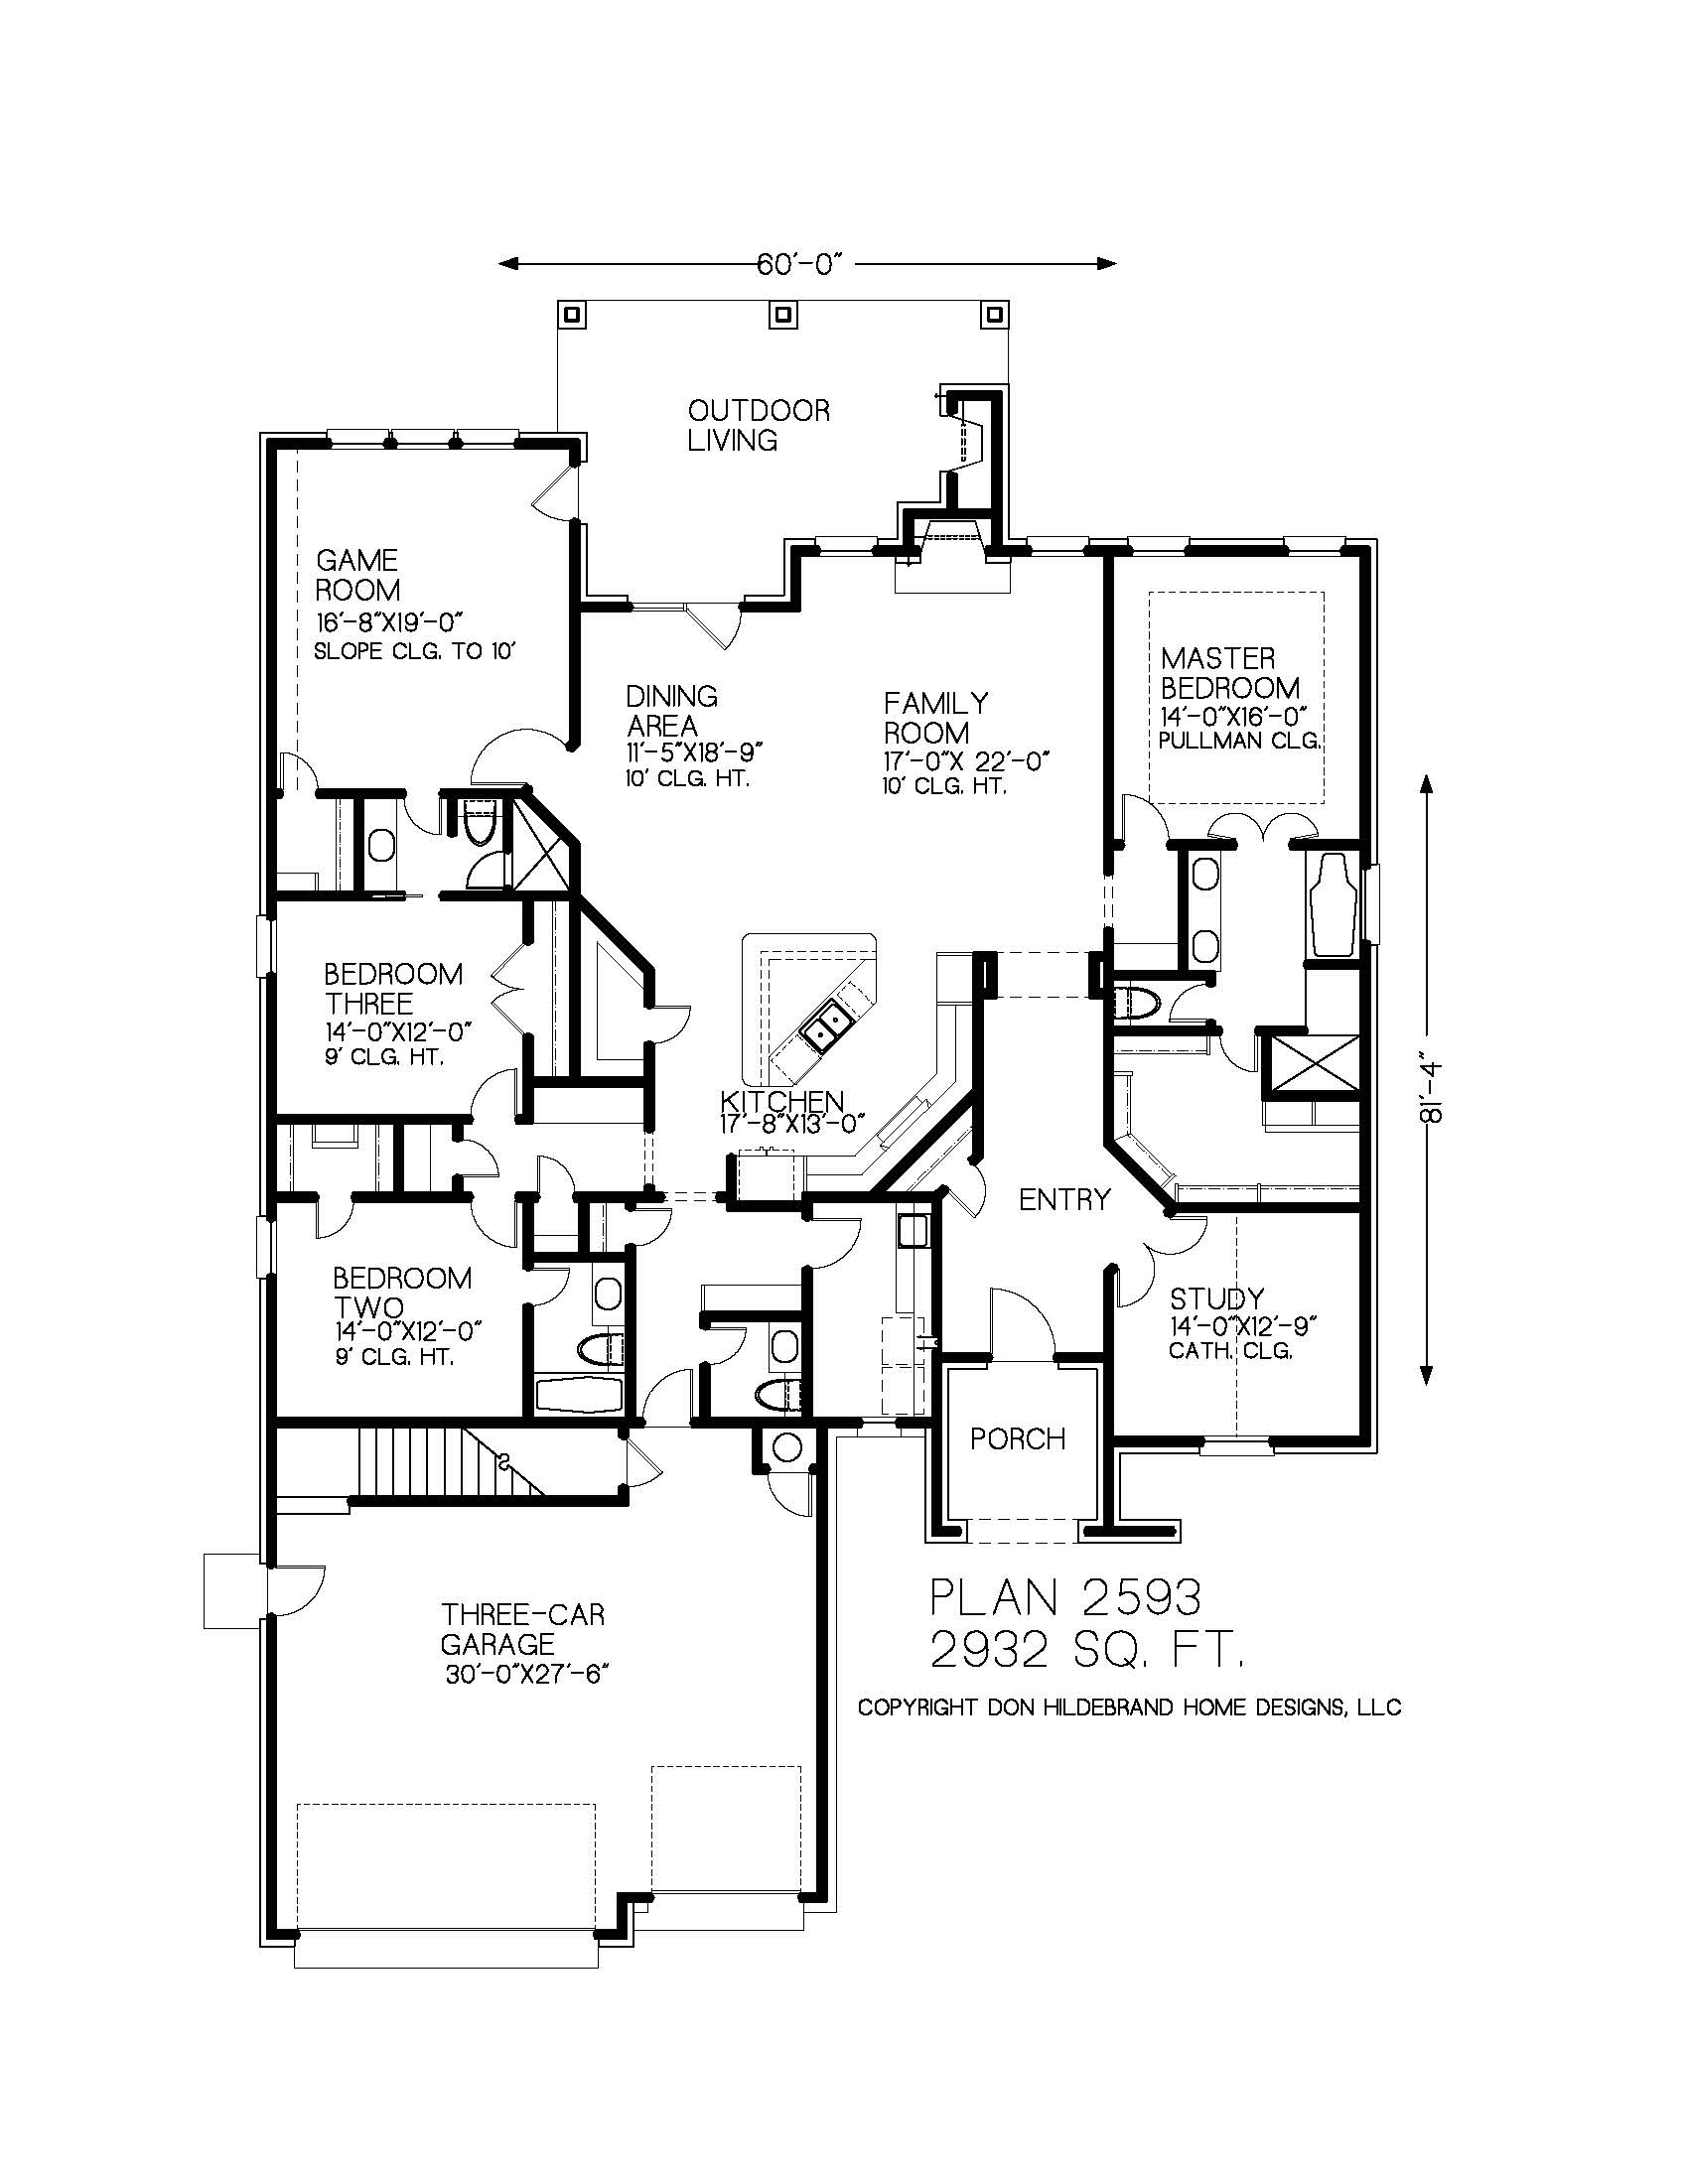 60'-0"
OUTDOOR
LIVING
GAME
ROOM
16'-8"X19'-0"
SLOPE CLG. TO 10'
DINING
AREA
11'-5"X18'-9"
10' CLG. HT.
FAMILY
ROOM
17'-0"X 22'-0"
10' CLG. HT.
MASTER
BEDROOM
14'-0"X16'-0"
PULLMAN CLG.
81'-4"
BEDROOM
THREE
14'-0"X12'-0"
9' CLG. HT.
KITCHEN
17'-8"X13'-0"
ENTRY
BEDROOM
TWO
14'-0"X12'-0"
9' CLG. HT.
STUDY
14'-0"X12'-9"
CATH. CLG.
PORCH
S
THREE-CAR
GARAGE
30'-0"X27'-6"
PLAN 2593
2932 SQ. FT.
COPYRIGHT DON HILDEBRAND HOME DESIGNS, LLC